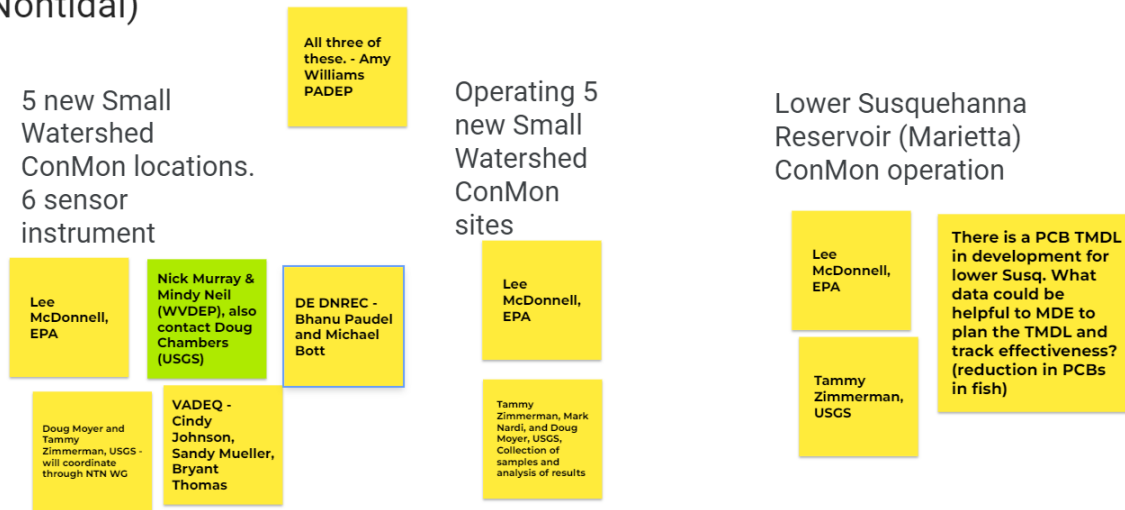 Nontidal)
All three of
these. - Amy
Williams
PADEP
5 new Small
Watershed
ConMon locations.
6 sensor
instrument
Lee
McDonnell,
EPA
Nick Murray &
Mindy Neil
(WVDEP), also
contact Doug
Chambers
(USGS)
DE DNREC -
Bhanu Paudel
and Michael
Bott
Doug Moyer and
Tammy
Zimmerman, USGS -
will coordinate
through NTN WG
VADEQ -
Cindy
Johnson,
Sandy Mueller,
Bryant
Thomas
Operating 5
new Small
Watershed
ConMon
sites
Lee
McDonnell,
EPA
Tammy
Zimmerman, Mark
Nardi, and Doug
Moyer, USGS,
Collection of
samples and
analysis of results
Lower Susquehanna
Reservoir (Marietta)
ConMon operation
Lee
McDonnell,
EPA
Tammy
Zimmerman,
USGS
There is a PCB TMDL
in development for
lower Susq. What
data could be
helpful to MDE to
plan the TMDL and
track effectiveness?
(reduction in PCBs
in fish)